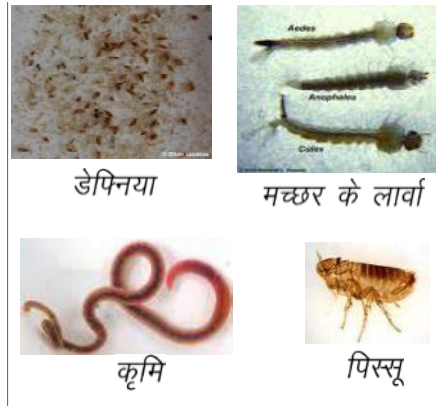 Aedes
Anopheles
Culex
डेफ्निया
मच्छर के लार्वा
कृमि
पिस्सू